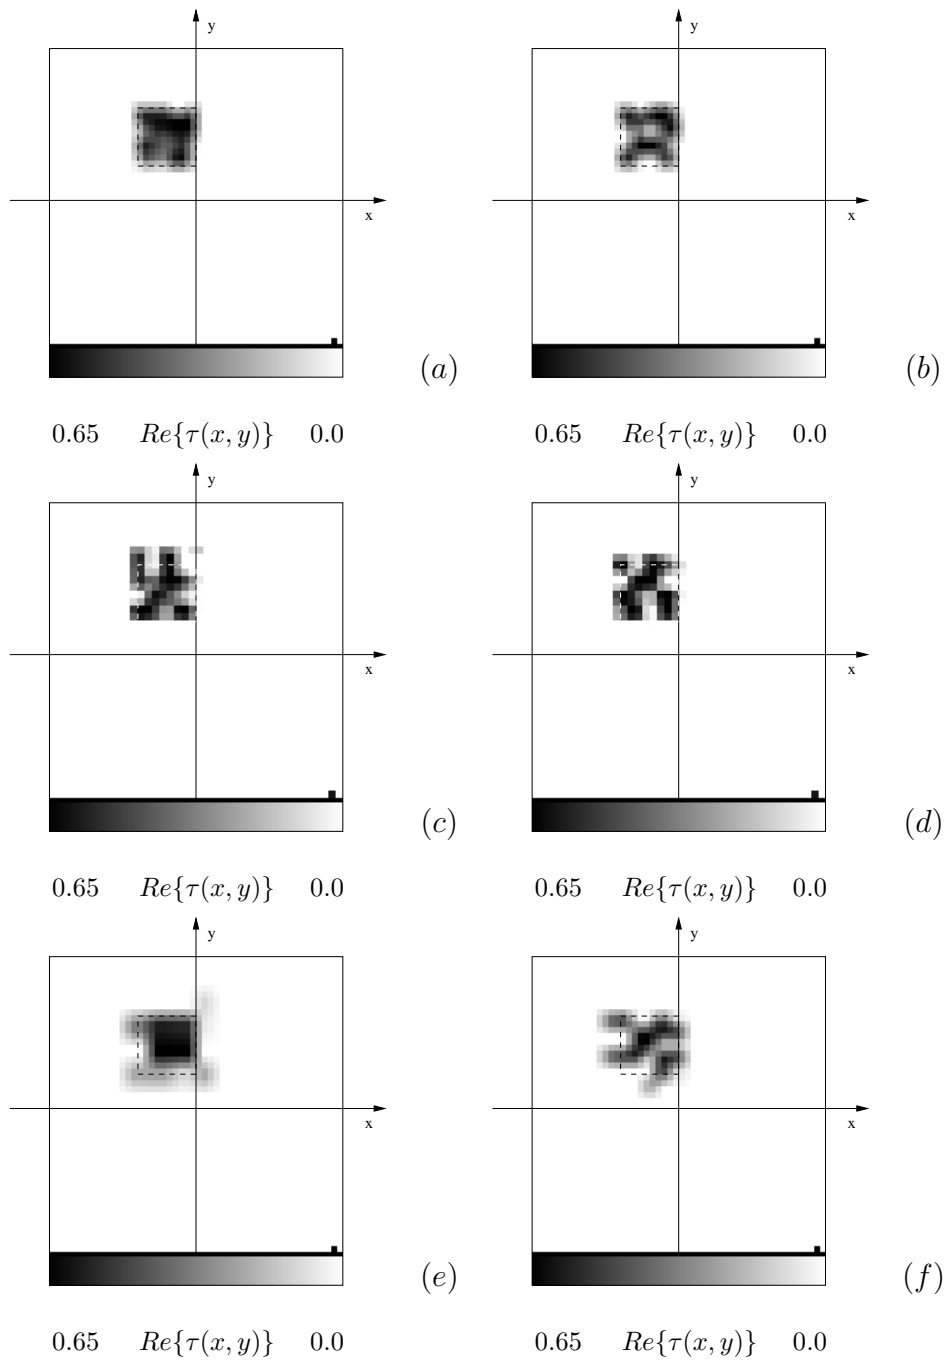 y y
x x
(a) (b)
0.65 Re{τ(x, y)} 0.0 0.65 Re{τ(x, y)} 0.0
y y
x x
(c) (d)
0.65 Re{τ(x, y)} 0.0 0.65 Re{τ(x, y)} 0.0
y y
x x
(e) (f)
0.65 Re{τ(x, y)} 0.0 0.65 Re{τ(x, y)} 0.0